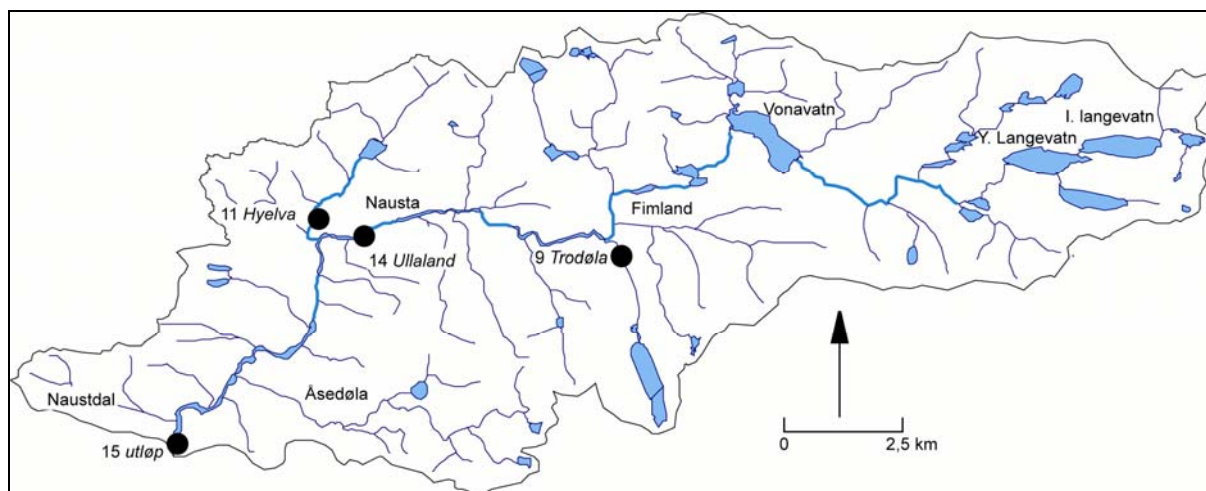 Vonavatn
I. langevatn
Y. Langevatn
11 Hyelva
Nausta
Fimland
14 Ullaland
9 Trodøla
Naustdal
Åsedøla
15 utløp
0 2,5 km